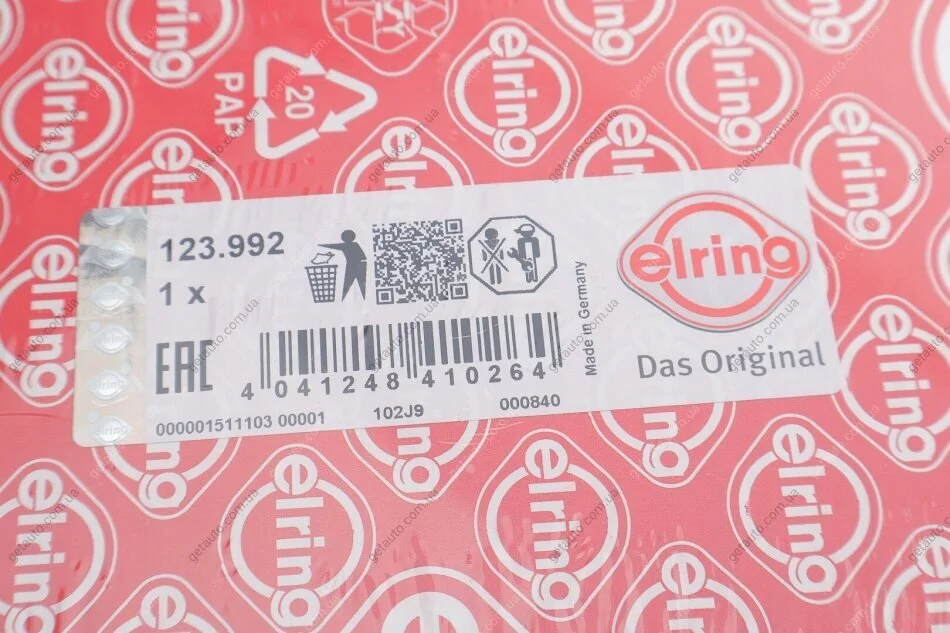 20
PAP
123.992
1 x
EAC
4 041248 410264
000001511103 00001
102J9
000840
Made in Germany
elring
Das Original
getauto.com.ua